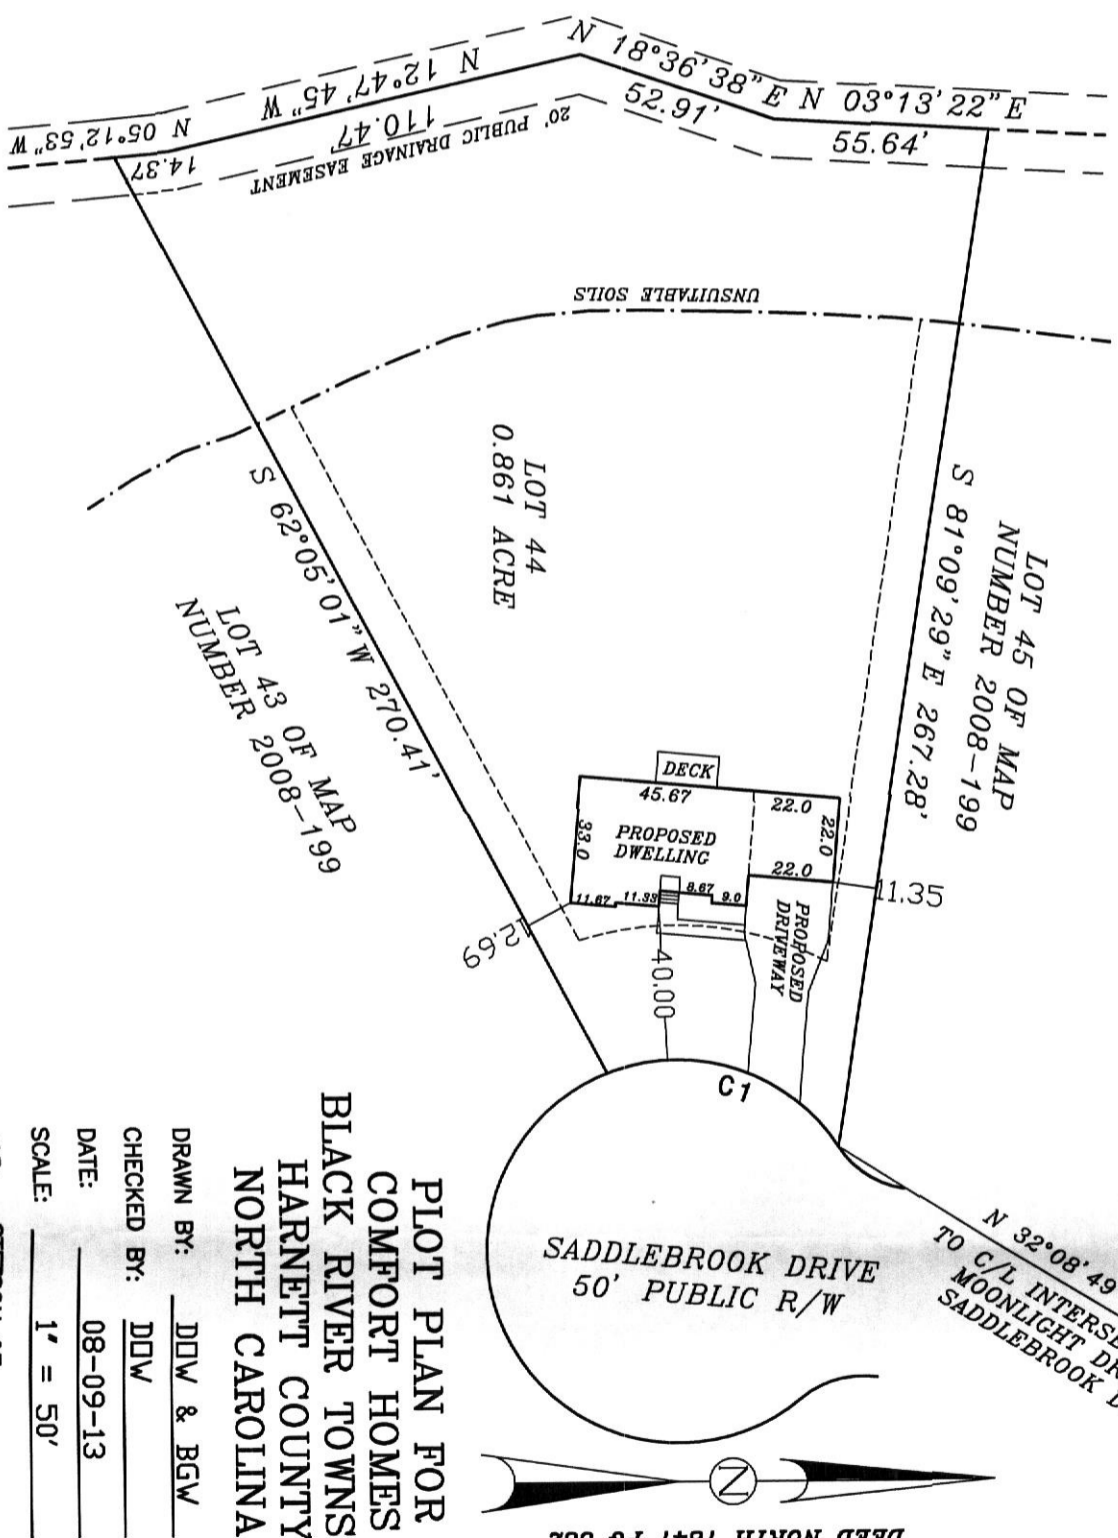 N 05°12'53" W
14.37
N 12°47'45" W
110.47'
20' PUBLIC DRAINAGE EASEMENT
N 18°36'38" E
52.91'
N 03°13'22" E
55.64'
UNSUITABLE SOILS
LOT 44
0.861 ACRE
S 62°05'01" W 270.41'
LOT 43 OF MAP
NUMBER 2008-199
LOT 45 OF MAP
NUMBER 2008-199
S 81°09'29" E 267.28'
DECK
45.67
22.0
22.0
22.0
33.0
PROPOSED
DWELLING
11.67
11.33
8.67
9.0
PROPOSED
DRIVEWAY
11.35
40.00
C1
SADDLEBROOK DRIVE
50' PUBLIC R/W
N 32°08'49
TO C/L
MOONLIGHT
SADDLEBROOK
PLOT PLAN FOR
COMFORT HOMES
BLACK RIVER TOWNS
HARNETT COUNTY
NORTH CAROLINA
DRAWN BY: DDW & BGW
CHECKED BY: DDW
DATE: 08-09-13
SCALE: 1" = 50'
N